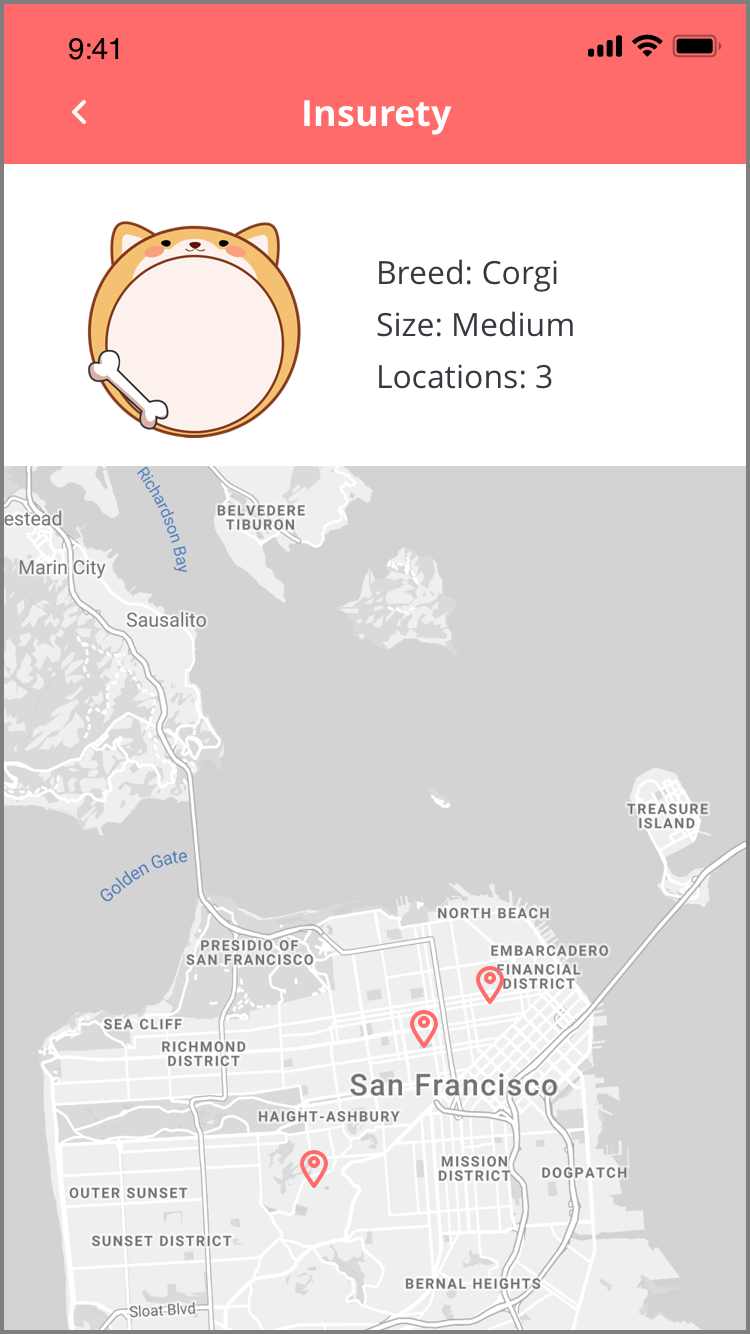 9:41
Insurety
Breed: Corgi
Size: Medium
Locations: 3
Richardson Bay
BELVEDERE
TIBURON
estead
Marin City
Sausalito
TREASURE
ISLAND
Golden Gate
NORTH BEACH
PRESIDIO OF
SAN FRANCISCO
EMBARCADERO
FINANCIAL
DISTRICT
SEA CLIFF
RICHMOND
DISTRICT
San Francisco
HAIGHT-ASHBURY
MISSION
DISTRICT
DOGPATCH
OUTER SUNSET
SUNSET DISTRICT
BERNAL HEIGHTS
Sloat Blvd